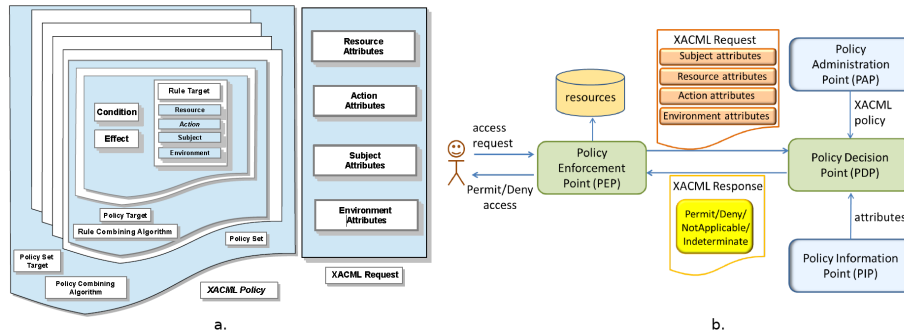 Rule Target
Resource
Action
Subject
Environment
Condition
Effect
Policy Target
Rule Combining Algorithm
Policy Set
Policy Set
Target
Policy Combining
Algorithm
XACML Policy
Resource
Attributes
Action
Attributes
Subject
Attributes
Environment
Attributes
XACML Request
a.
XACML Request
Subject attributes
Resource attributes
Action attributes
Environment attributes
resources
Policy
Administration
Point (PAP)
XACML
policy
access
request
Policy
Enforcement
Point (PEP)
Permit/Deny
access
Policy Decision
Point (PDP)
XACML Response
Permit/Deny/
NotApplicable/
Indeterminate
attributes
Policy Information
Point (PIP)
b.